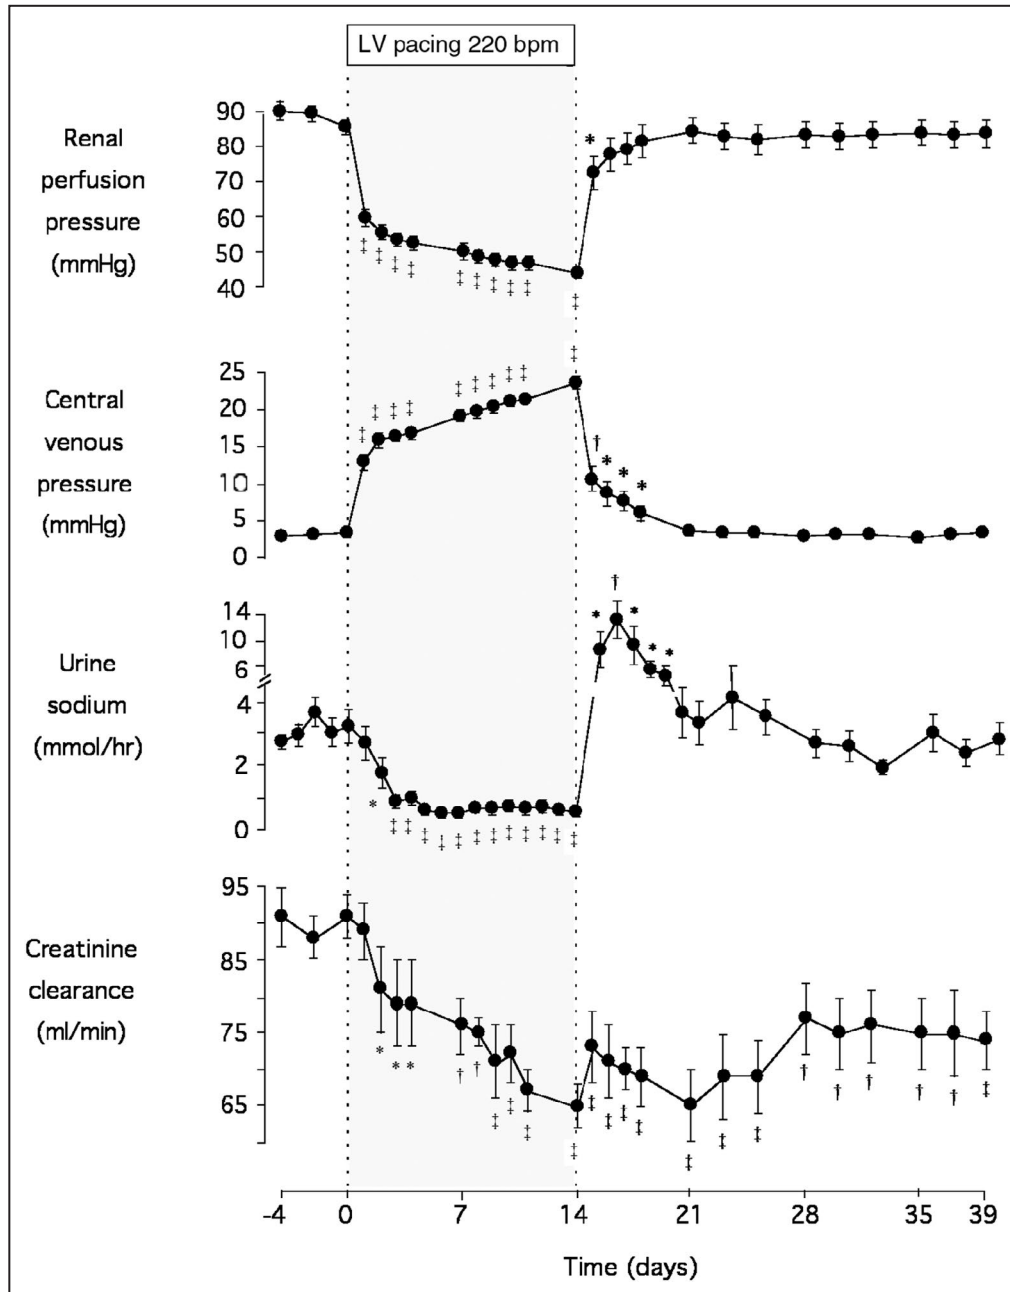 LV pacing 220 bpm
Renal
perfusion
pressure
(mmHg)
90
80
70
60
50
40
‡ ‡ ‡ ‡ ‡ ‡ ‡ ‡ ‡ ‡
*
Central
venous
pressure
(mmHg)
25
20
15
10
5
0
‡ ‡ ‡ ‡ ‡ ‡ ‡ ‡ ‡ ‡
† * * *
Urine
sodium
(mmol/hr)
14
10
6
4
2
0
* ‡ ‡ ‡ ‡ ‡ ‡ ‡ ‡ ‡ ‡ ‡ ‡
* † * * *
Creatinine
clearance
(ml/min)
95
85
75
65
* * * † † ‡ ‡ ‡ ‡
‡ ‡ ‡ ‡ ‡ ‡ ‡ † † † † † ‡
-4 0 7 14 21 28 35 39
Time (days)